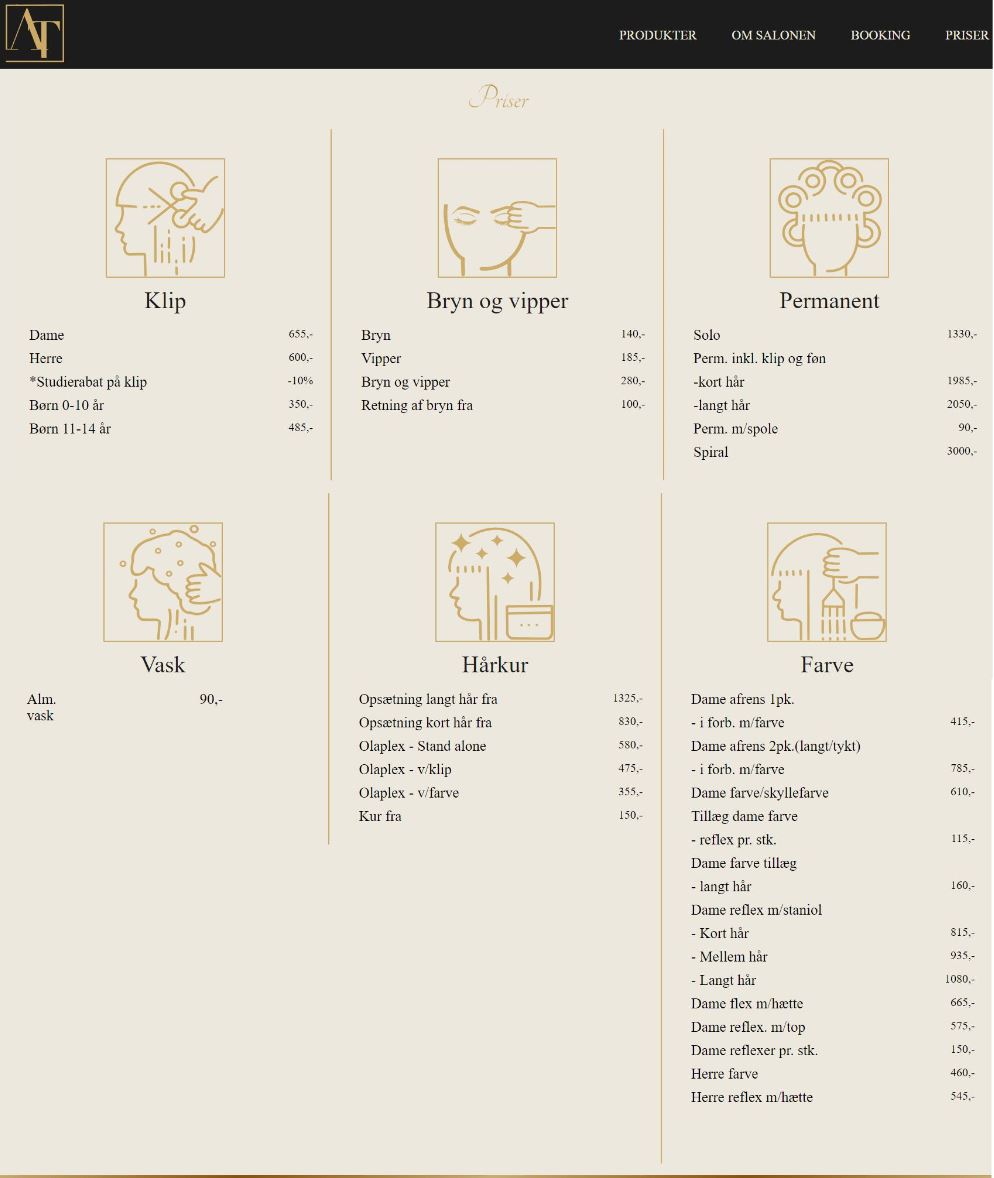 AT
PRODUKTER OM SALONEN BOOKING PRISER
Priser
Klip
Dame 655,-
Herre 600,-
*Studierabat på klip -10%
Børn 0-10 år 350,-
Børn 11-14 år 485,-
Bryn og vipper
Bryn 140,-
Vipper 185,-
Bryn og vipper 280,-
Retning af bryn fra 100,-
Permanent
Solo 1330,-
Perm. inkl. klip og føn
-kort hår 1985,-
-langt hår 2050,-
Perm. m/spole 90,-
Spiral 3000,-
Vask
Alm. 90,-
vask
Hårkur
Opsætning langt hår fra 1325,-
Opsætning kort hår fra 830,-
Olaplex - Stand alone 580,-
Olaplex - v/klip 475,-
Olaplex - v/farve 355,-
Kur fra 150,-
Farve
Dame afrens 1pk.
- i forb. m/farve 415,-
Dame afrens 2pk.(langt/tykt)
- i forb. m/farve 785,-
Dame farve/skyllefarve 610,-
Tillæg dame farve
- reflex pr. stk. 115,-
Dame farve tillæg
- langt hår 160,-
Dame reflex m/staniol
- Kort hår 815,-
- Mellem hår 935,-
- Langt hår 1080,-
Dame flex m/hætte 665,-
Dame reflex. m/top 575,-
Dame reflexer pr. stk. 150,-
Herre farve 460,-
Herre reflex m/hætte 545,-